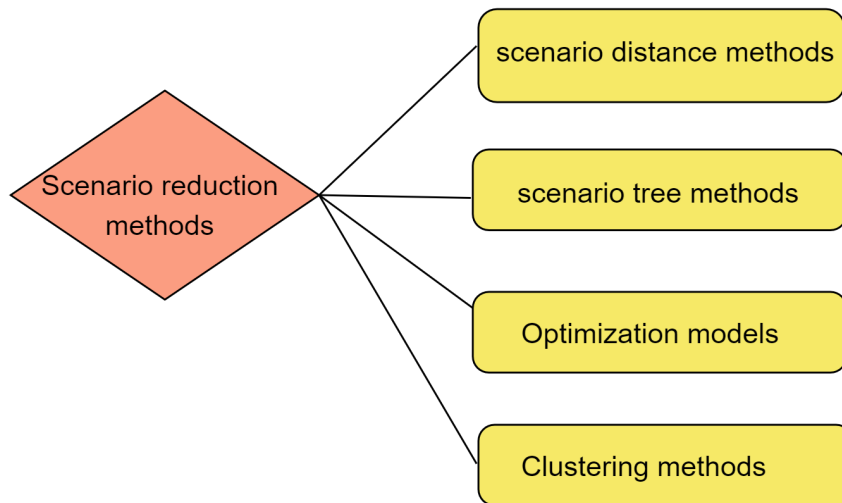 Scenario reduction
methods
scenario distance methods
scenario tree methods
Optimization models
Clustering methods